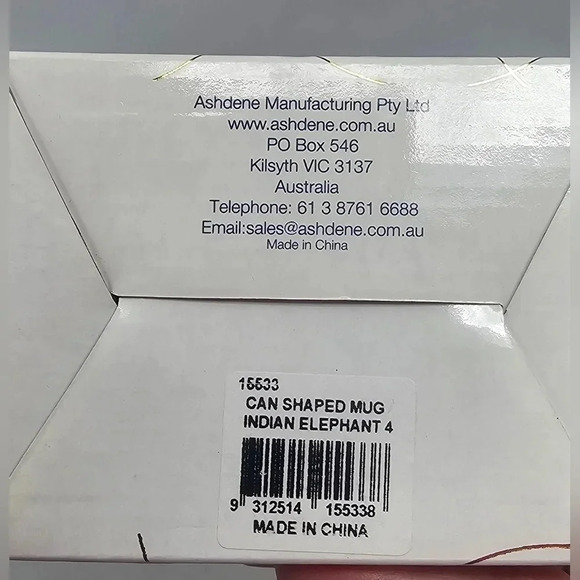 Ashdene Manufacturing Pty Ltd
www.ashdene.com.au
PO Box 546
Kilsyth VIC 3137
Australia
Telephone: 61 3 8761 6688
Email:sales@ashdene.com.au
Made in China
15533
CAN SHAPED MUG
INDIAN ELEPHANT 4
9 312514 155338
MADE IN CHINA